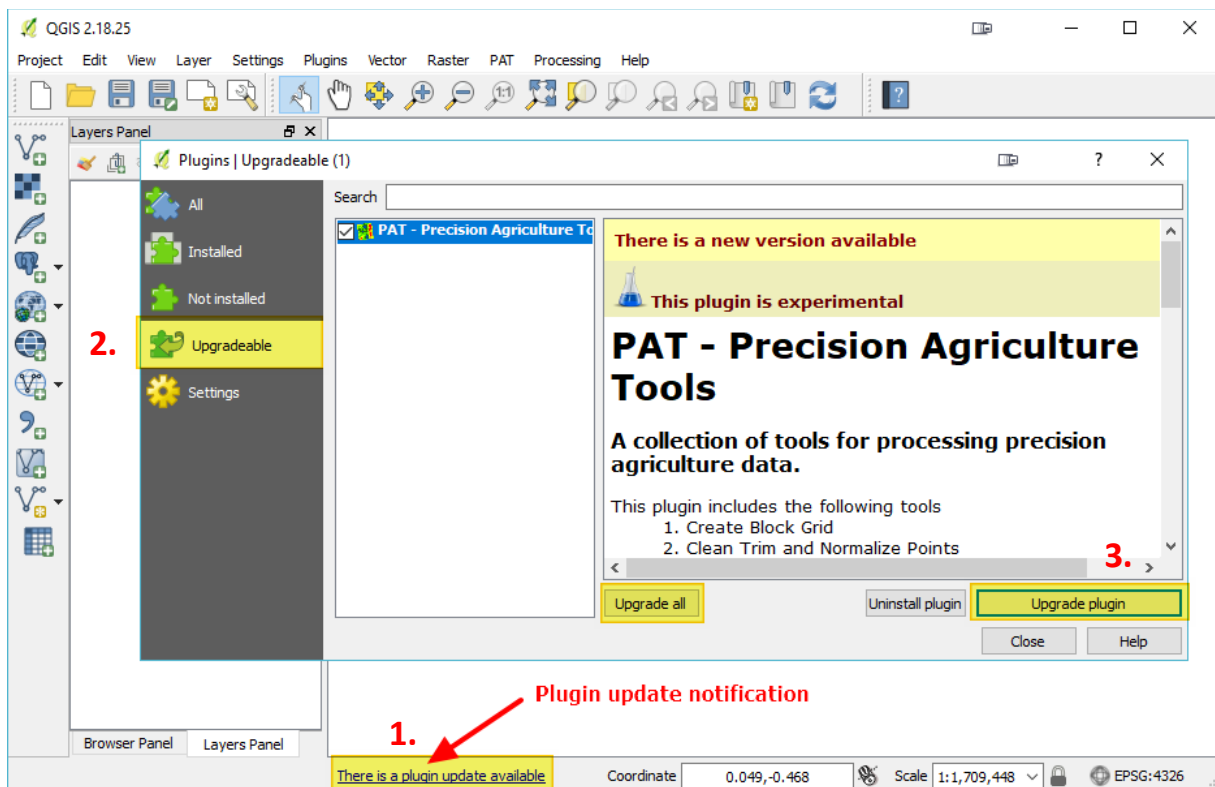 QGIS 2.18.25
Project Edit View Layer Settings Plugins Vector Raster PAT Processing Help
Layers Panel
Plugins | Upgradeable (1)
?
All
Installed
Not installed
2.
Upgradeable
Settings
Search
PAT - Precision Agriculture To
There is a new version available
This plugin is experimental
PAT - Precision Agriculture
Tools
A collection of tools for processing precision
agriculture data.
This plugin includes the following tools
1. Create Block Grid
2. Clean Trim and Normalize Points
3.
Upgrade all Uninstall plugin Upgrade plugin
Close Help
Plugin update notification
1.
Browser Panel Layers Panel
There is a plugin update available Coordinate 0.049,-0.468 Scale 1:1,709,448 EPSG:4326